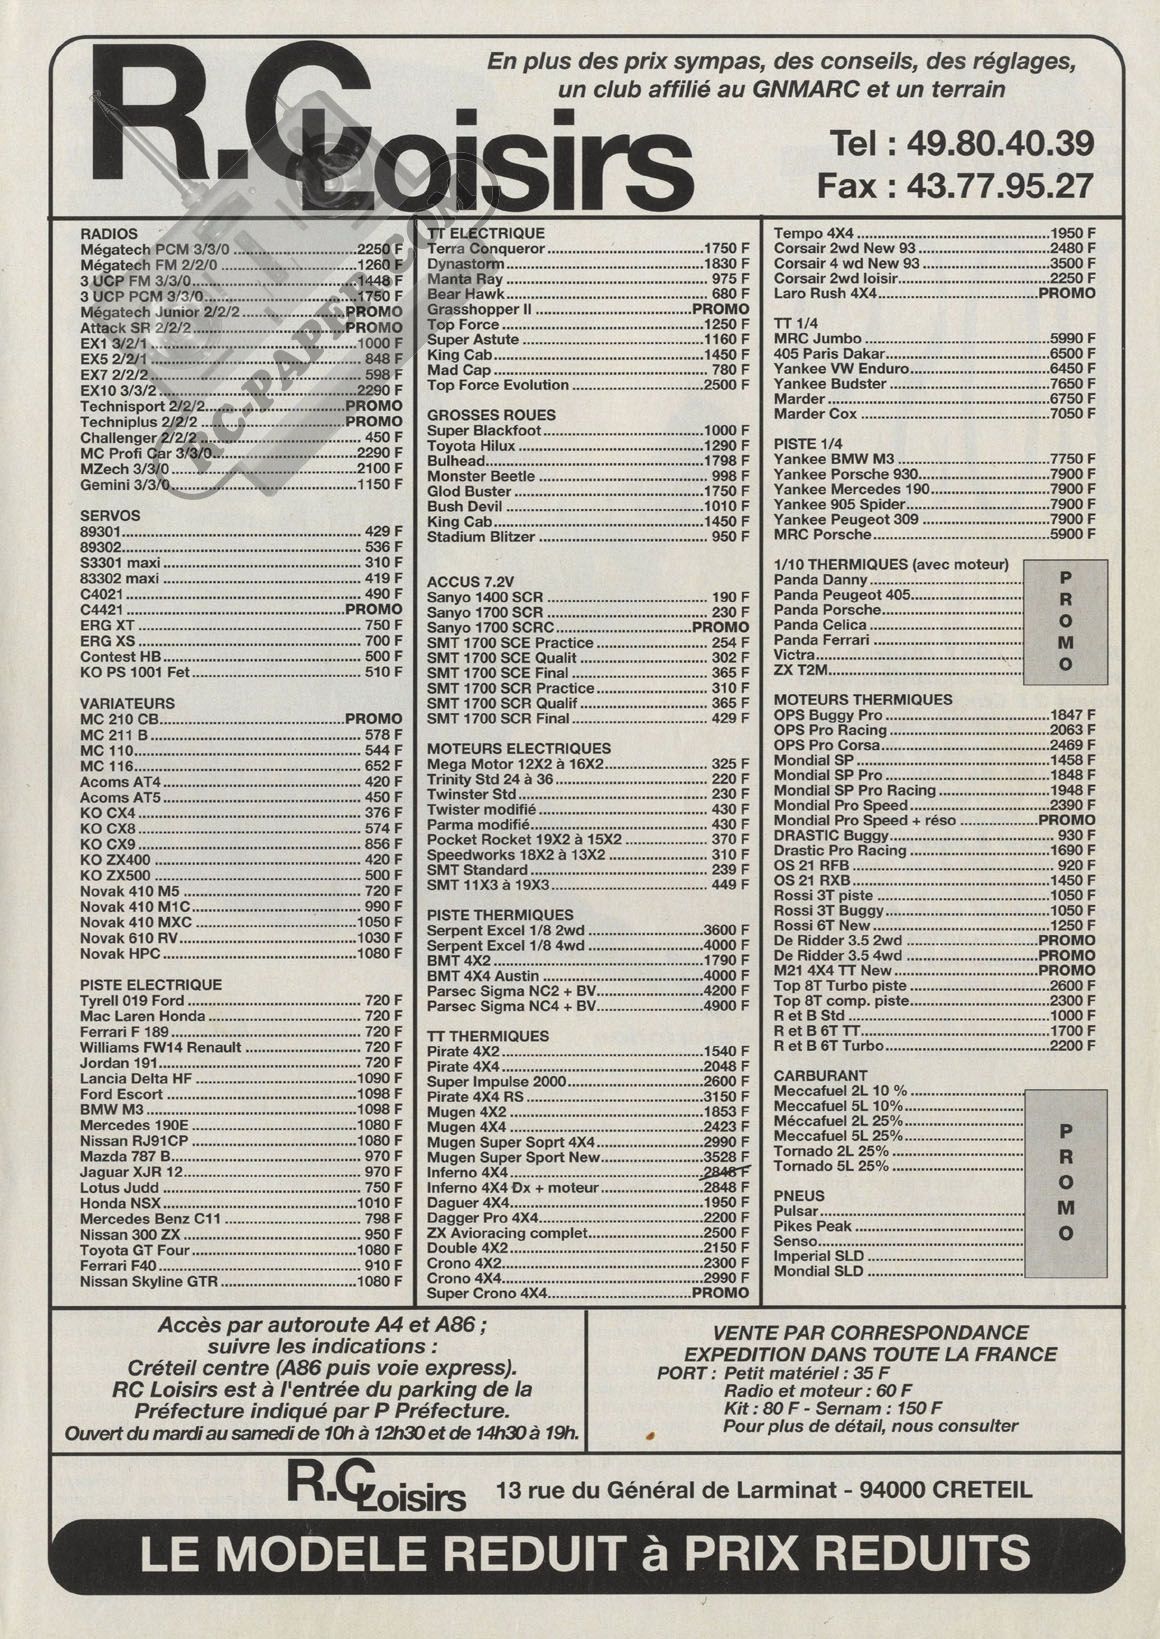 R.C Loisirs
En plus des prix sympas, des conseils, des réglages,
un club affilié au GNMARC et un terrain
Tel : 49.80.40.39
Fax : 43.77.95.27
RC-PAPER.COM
RADIOS
Mégatech PCM 3/3/0 ........ 2250 F
Mégatech FM 2/2/0 ........ 1260 F
3 UCP FM 3/3/0 ........ 1448 F
3 UCP PCM 3/3/0 ........ 1750 F
Mégatech Junior 2/2/2 ........ PROMO
Attack SR 2/2/2 ........ PROMO
EX1 3/2/1 ........ 1000 F
EX5 2/2/1 ........ 848 F
EX7 2/2/2 ........ 598 F
EX10 3/3/2 ........ 2290 F
Technisport 2/2/2 ........ PROMO
Techniplus 2/2/2 ........ PROMO
Challenger 2/2/2 ........ 450 F
MC Profi Car 3/3/0 ........ 2290 F
MZech 3/3/0 ........ 2100 F
Gemini 3/3/0 ........ 1150 F
SERVOS
89301 ........ 429 F
89302 ........ 536 F
S3301 maxi ........ 310 F
83302 maxi ........ 419 F
C4021 ........ 490 F
C4421 ........ PROMO
ERG XT ........ 750 F
ERG XS ........ 700 F
Contest HB ........ 500 F
KO PS 1001 Fet ........ 510 F
VARIATEURS
MC 210 CB ........ PROMO
MC 211 B ........ 578 F
MC 110 ........ 544 F
MC 116 ........ 652 F
Acoms AT4 ........ 420 F
Acoms AT5 ........ 450 F
KO CX4 ........ 376 F
KO CX8 ........ 574 F
KO CX9 ........ 856 F
KO ZX400 ........ 420 F
KO ZX500 ........ 500 F
Novak 410 M5 ........ 720 F
Novak 410 M1C ........ 990 F
Novak 410 MXC ........ 1050 F
Novak 610 RV ........ 1030 F
Novak HPC ........ 1080 F
PISTE ELECTRIQUE
Tyrell 019 Ford ........ 720 F
Mac Laren Honda ........ 720 F
Ferrari F 189 ........ 720 F
Williams FW14 Renault ........ 720 F
Jordan 191 ........ 720 F
Lancia Delta HF ........ 1090 F
Ford Escort ........ 1098 F
BMW M3 ........ 1098 F
Mercedes 190E ........ 1080 F
Nissan RJ91CP ........ 1080 F
Mazda 787 B ........ 970 F
Jaguar XJR 12 ........ 970 F
Lotus Judd ........ 750 F
Honda NSX ........ 1010 F
Mercedes Benz C11 ........ 798 F
Nissan 300 ZX ........ 950 F
Toyota GT Four ........ 1080 F
Ferrari F40 ........ 910 F
Nissan Skyline GTR ........ 1080 F
TT ELECTRIQUE
Terra Conqueror ........ 1750 F
Dynastorm ........ 1830 F
Manta Ray ........ 975 F
Bear Hawk ........ 680 F
Grasshopper II ........ PROMO
Top Force ........ 1250 F
Super Astute ........ 1160 F
King Cab ........ 1450 F
Mad Cap ........ 780 F
Top Force Evolution ........ 2500 F
GROSSES ROUES
Super Blackfoot ........ 1000 F
Toyota Hilux ........ 1290 F
Bulhead ........ 1798 F
Monster Beetle ........ 998 F
Glod Buster ........ 1750 F
Bush Devil ........ 1010 F
King Cab ........ 1450 F
Stadium Blitzer ........ 950 F
ACCUS 7.2V
Sanyo 1400 SCR ........ 190 F
Sanyo 1700 SCR ........ 230 F
Sanyo 1700 SCRC ........ PROMO
SMT 1700 SCE Practice ........ 254 F
SMT 1700 SCE Qualit ........ 302 F
SMT 1700 SCE Final ........ 365 F
SMT 1700 SCR Practice ........ 310 F
SMT 1700 SCR Qualif ........ 365 F
SMT 1700 SCR Final ........ 429 F
MOTEURS ELECTRIQUES
Mega Motor 12X2 à 16X2 ........ 325 F
Trinity Std 24 à 36 ........ 220 F
Twinster Std ........ 230 F
Twister modifié ........ 430 F
Parma modifié ........ 430 F
Pocket Rocket 19X2 à 15X2 ........ 370 F
Speedworks 18X2 à 13X2 ........ 310 F
SMT Standard ........ 239 F
SMT 11X3 à 19X3 ........ 449 F
PISTE THERMIQUES
Serpent Excel 1/8 2wd ........ 3600 F
Serpent Excel 1/8 4wd ........ 4000 F
BMT 4X2 ........ 1790 F
BMT 4X4 Austin ........ 4000 F
Parsec Sigma NC2 + BV ........ 4200 F
Parsec Sigma NC4 + BV ........ 4900 F
TT THERMIQUES
Pirate 4X2 ........ 1540 F
Pirate 4X4 ........ 2048 F
Super Impulse 2000 ........ 2600 F
Pirate 4X4 RS ........ 3150 F
Mugen 4X2 ........ 1853 F
Mugen 4X4 ........ 2423 F
Mugen Super Soprt 4X4 ........ 2990 F
Mugen Super Sport New ........ 3528 F
Inferno 4X4 ........ 2848 F
Inferno 4X4 Dx + moteur ........ 2848 F
Daguer 4X4 ........ 1950 F
Dagger Pro 4X4 ........ 2200 F
ZX Avioracing complet ........ 2500 F
Double 4X2 ........ 2150 F
Crono 4X2 ........ 2300 F
Crono 4X4 ........ 2990 F
Super Crono 4X4 ........ PROMO
Tempo 4X4 ........ 1950 F
Corsair 2wd New 93 ........ 2480 F
Corsair 4 wd New 93 ........ 3500 F
Corsair 2wd loisir ........ 2250 F
Laro Rush 4X4 ........ PROMO
TT 1/4
MRC Jumbo ........ 5990 F
405 Paris Dakar ........ 6500 F
Yankee VW Enduro ........ 6450 F
Yankee Budster ........ 7650 F
Marder ........ 6750 F
Marder Cox ........ 7050 F
PISTE 1/4
Yankee BMW M3 ........ 7750 F
Yankee Porsche 930 ........ 7900 F
Yankee Mercedes 190 ........ 7900 F
Yankee 905 Spider ........ 7900 F
Yankee Peugeot 309 ........ 7900 F
MRC Porsche ........ 5900 F
1/10 THERMIQUES (avec moteur)
Panda Danny ........
Panda Peugeot 405 ........
Panda Porsche ........
Panda Celica ........
Panda Ferrari ........
Victra ........
ZX T2M ........
PROMO
MOTEURS THERMIQUES
OPS Buggy Pro ........ 1847 F
OPS Pro Racing ........ 2063 F
OPS Pro Corsa ........ 2469 F
Mondial SP ........ 1458 F
Mondial SP Pro ........ 1848 F
Mondial SP Pro Racing ........ 1948 F
Mondial Pro Speed ........ 2390 F
Mondial Pro Speed + réso ........ PROMO
DRASTIC Buggy ........ 930 F
Drastic Pro Racing ........ 1690 F
OS 21 RFB ........ 920 F
OS 21 RXB ........ 1450 F
Rossi 3T piste ........ 1050 F
Rossi 3T Buggy ........ 1050 F
Rossi 6T New ........ 1250 F
De Ridder 3.5 2wd ........ PROMO
De Ridder 3.5 4wd ........ PROMO
M21 4X4 TT New ........ PROMO
Top 8T Turbo piste ........ 2600 F
Top 8T comp. piste ........ 2300 F
R et B Std ........ 1000 F
R et B 6T TT ........ 1700 F
R et B 6T Turbo ........ 2200 F
CARBURANT
Meccafuel 2L 10 % ........
Meccafuel 5L 10% ........
Méccafuel 2L 25% ........
Meccafuel 5L 25% ........
Tornado 2L 25% ........
Tornado 5L 25% ........
PNEUS
Pulsar ........
Pikes Peak ........
Senso ........
Imperial SLD ........
Mondial SLD ........
PROMO
Accès par autoroute A4 et A86 ;
suivre les indications :
Créteil centre (A86 puis voie express).
RC Loisirs est à l'entrée du parking de la
Préfecture indiqué par P Préfecture.
Ouvert du mardi au samedi de 10h à 12h30 et de 14h30 à 19h.
VENTE PAR CORRESPONDANCE
EXPEDITION DANS TOUTE LA FRANCE
PORT : Petit matériel : 35 F
Radio et moteur : 60 F
Kit : 80 F - Sernam : 150 F
Pour plus de détail, nous consulter
R.C Loisirs 13 rue du Général de Larminat - 94000 CRETEIL
LE MODELE REDUIT à PRIX REDUITS